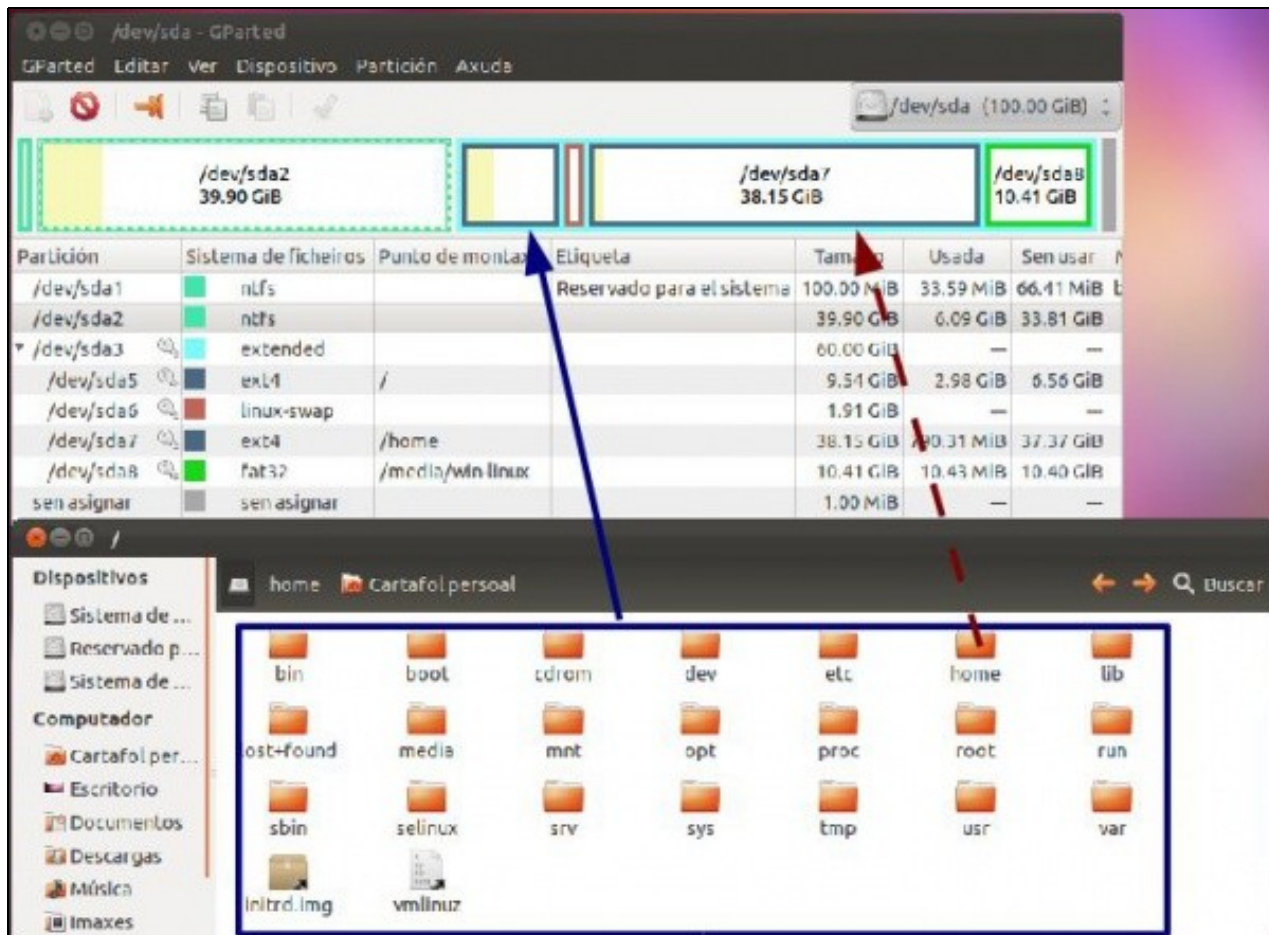 /dev/sda - GParted
GParted Editar Ver Dispositivo Partición Axuda
/dev/sda (100.00 GiB)
/dev/sda2 /dev/sda7 /dev/sda8
39.90 GiB 38.15 GiB 10.41 GiB
Partición Sistema de ficheiros Punto de montax Etiqueta Tamaño Usada Sen usar
/dev/sda1 ntfs Reservado para el sistema 100.00 MiB 33.59 MiB 66.41 MiB
/dev/sda2 ntfs 39.90 GiB 6.09 GiB 33.81 GiB
/dev/sda3 extended 60.00 GiB — —
/dev/sda5 ext4 / 9.54 GiB 2.98 GiB 6.56 GiB
/dev/sda6 linux-swap 1.91 GiB — —
/dev/sda7 ext4 /home 38.15 GiB 790.31 MiB 37.37 GiB
/dev/sda8 fat32 /media/win-linux 10.41 GiB 10.43 MiB 10.40 GiB
sen asignar sen asignar 1.00 MiB — —
/
Dispositivos
home Cartafol persoal Buscar
Sistema de ...
Reservado p...
Sistema de ...
Computador
Cartafol per...
Escritorio
Documentos
Descargas
Música
Imaxes
bin boot cdrom dev etc home lib
lost+found media mnt opt proc root run
sbin selinux srv sys tmp usr var
initrd.img vmlinuz